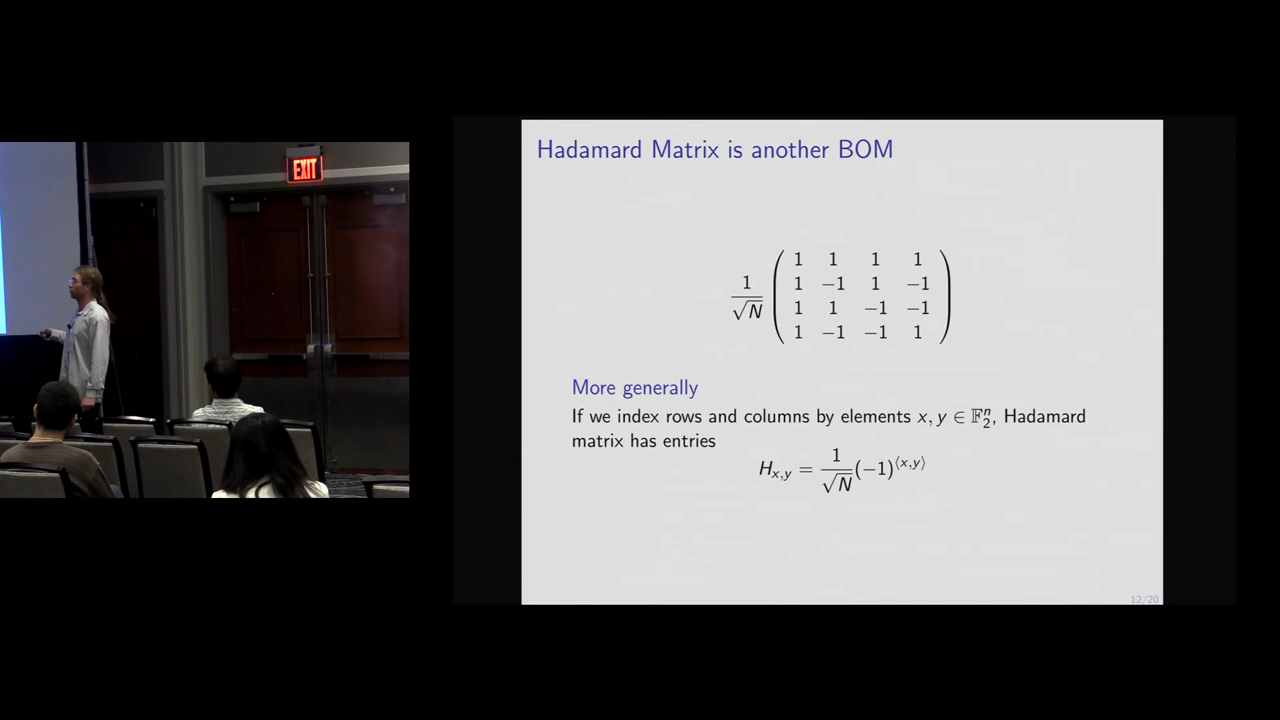 EXIT
Hadamard Matrix is another BOM
1/√N ( 1 1 1 1
1 −1 1 −1
1 1 −1 −1
1 −1 −1 1 )
More generally
If we index rows and columns by elements x, y ∈ 𝔽₂ⁿ, Hadamard
matrix has entries
Hₓ,ᵧ = 1/√N (−1)^⟨x,y⟩
12/20